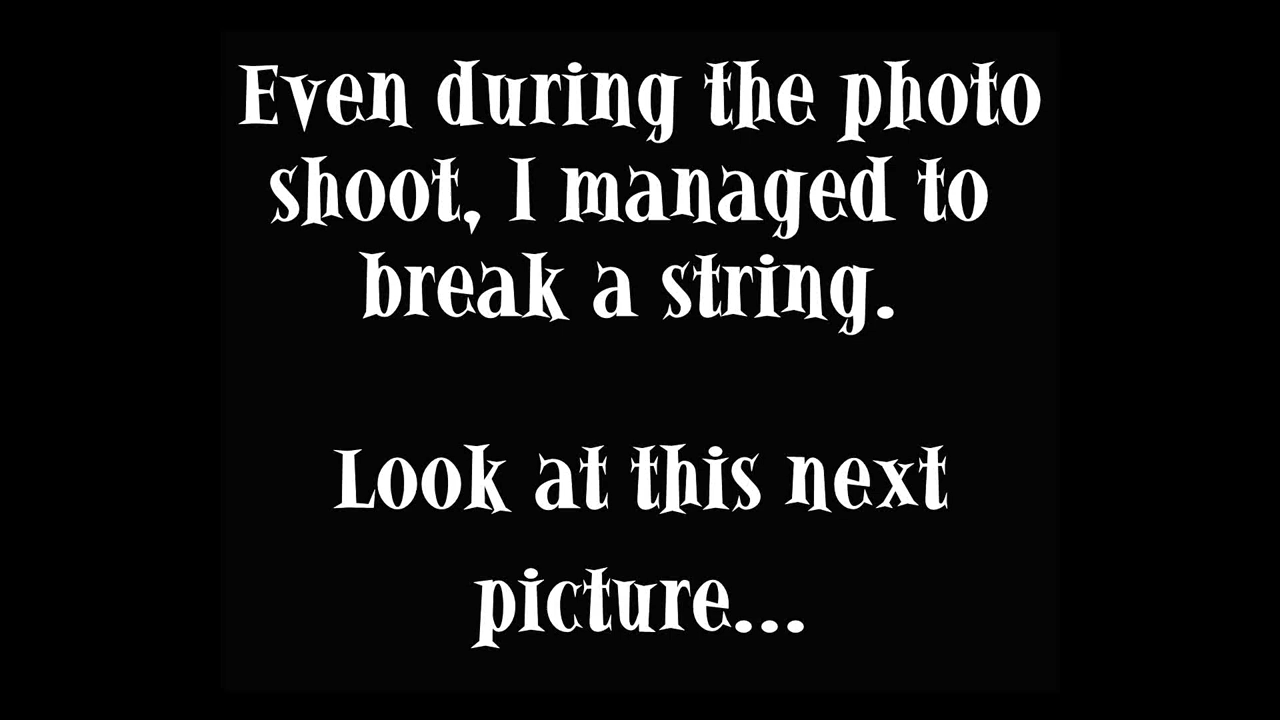 Even during the photo
shoot, I managed to
break a string.
Look at this next
picture...